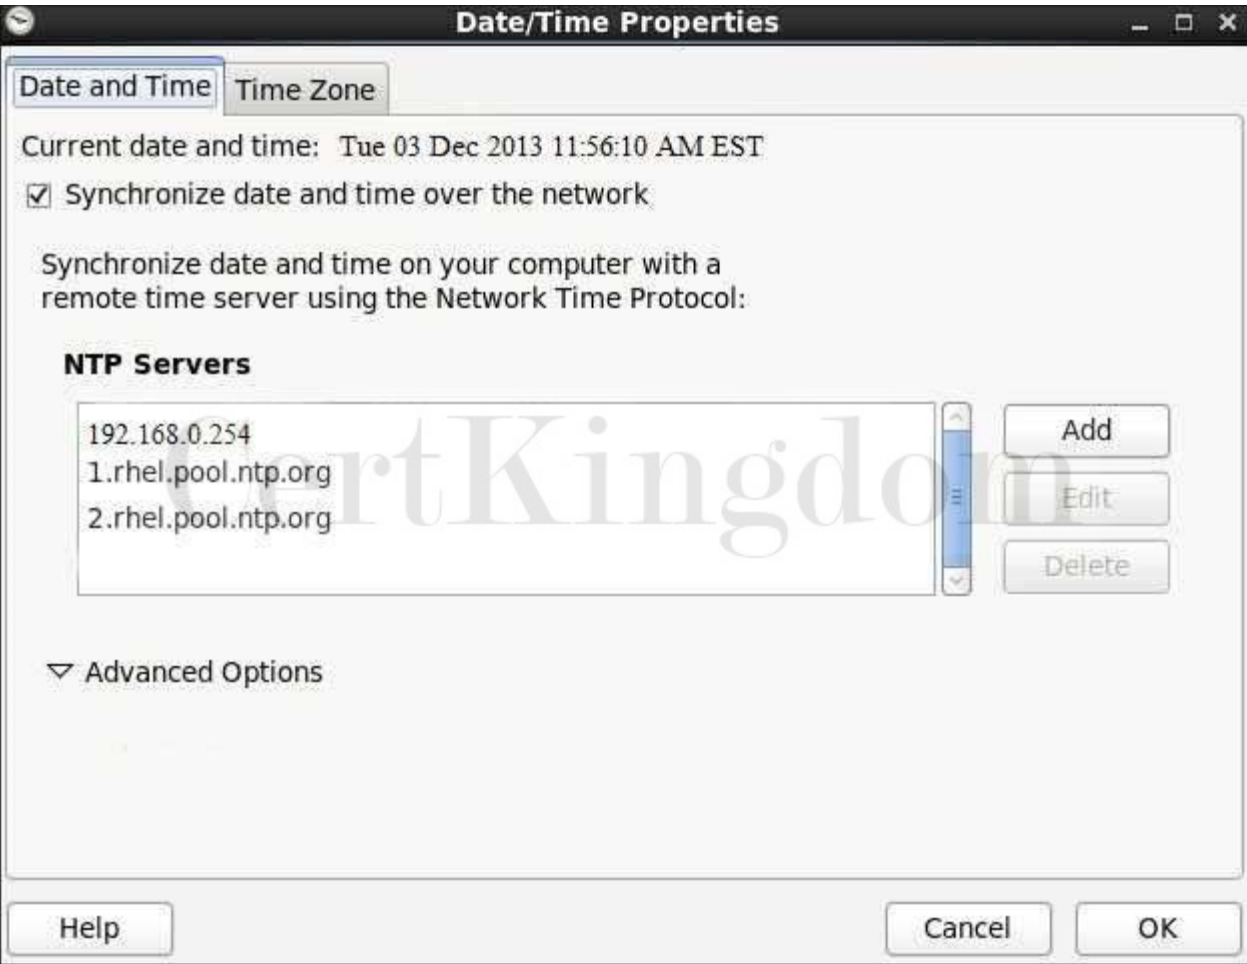 Date/Time Properties
Date and Time
Time Zone
Current date and time: Tue 03 Dec 2013 11:56:10 AM EST
Synchronize date and time over the network
Synchronize date and time on your computer with a
remote time server using the Network Time Protocol:
NTP Servers
192.168.0.254
1.rhel.pool.ntp.org
2.rhel.pool.ntp.org
CertKingdom
Add
Edit
Delete
Advanced Options
Help
Cancel
OK